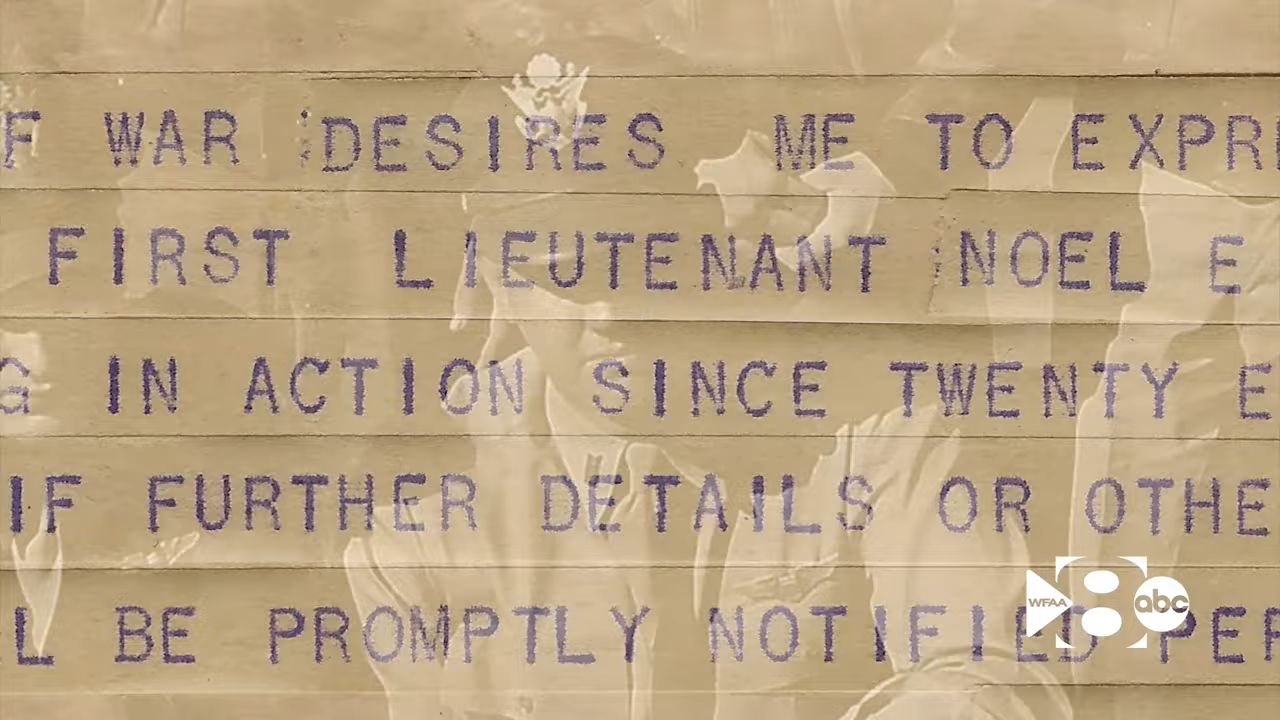 F WAR DESIRES ME TO EXPR
FIRST LIEUTENANT NOEL E
G IN ACTION SINCE TWENTY E
IF FURTHER DETAILS OR OTHE
L BE PROMPTLY NOTIFIED PER
WFAA 8 abc